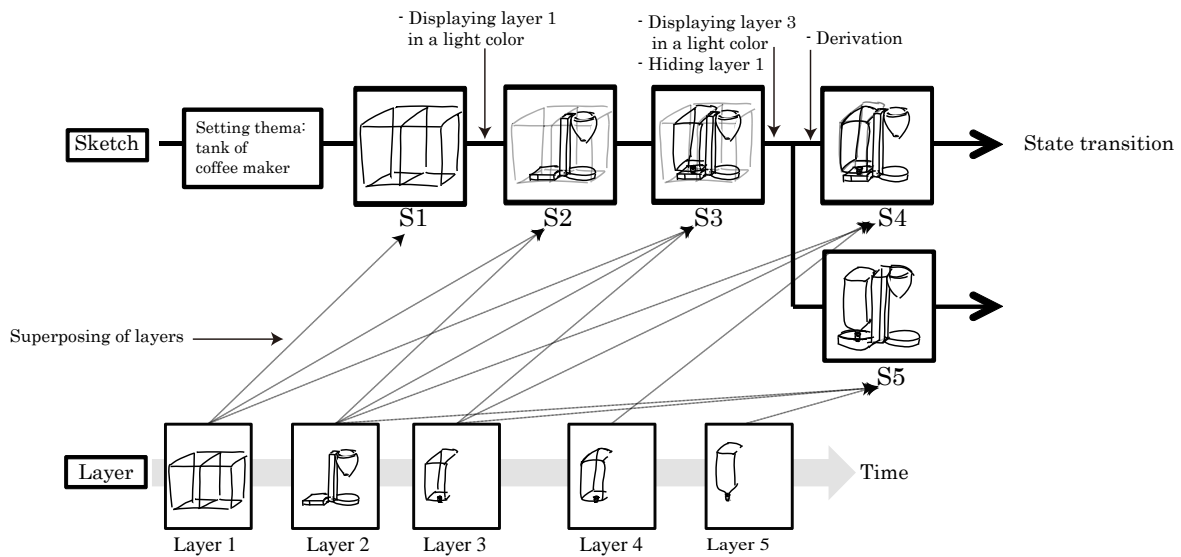 - Displaying layer 1
in a light color
- Displaying layer 3
in a light color
- Hiding layer 1
- Derivation
Sketch
Setting thema:
tank of
coffee maker
State transition
S1
S2
S3
S4
Superposing of layers
S5
Layer
Time
Layer 1
Layer 2
Layer 3
Layer 4
Layer 5